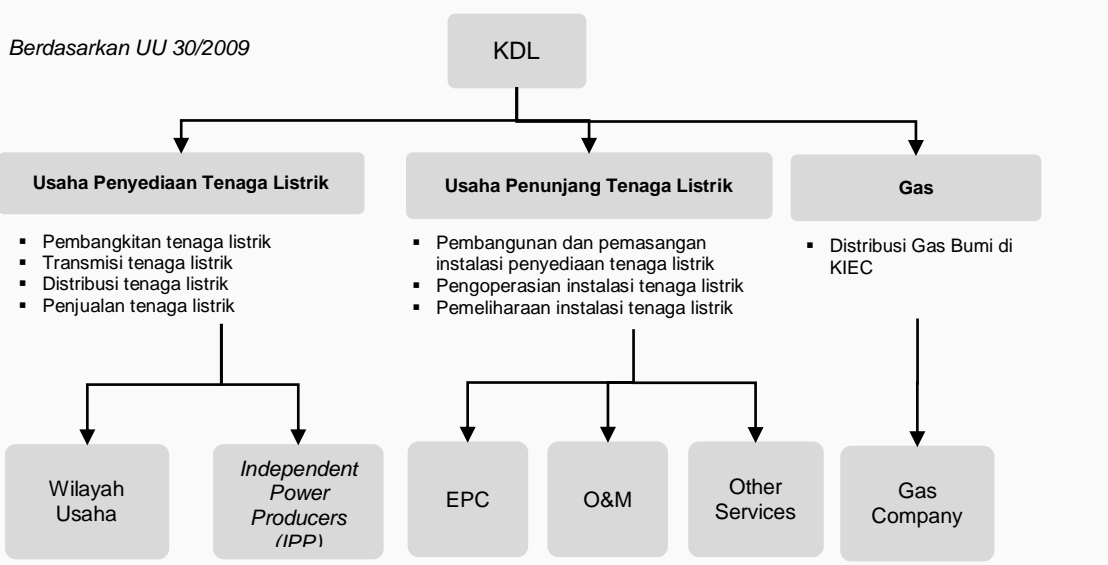 Berdasarkan UU 30/2009
KDL
Usaha Penyediaan Tenaga Listrik
▪ Pembangkitan tenaga listrik
▪ Transmisi tenaga listrik
▪ Distribusi tenaga listrik
▪ Penjualan tenaga listrik
Usaha Penunjang Tenaga Listrik
▪ Pembangunan dan pemasangan
instalasi penyediaan tenaga listrik
▪ Pengoperasian instalasi tenaga listrik
▪ Pemeliharaan instalasi tenaga listrik
Gas
▪ Distribusi Gas Bumi di
KIEC
Wilayah
Usaha
Independent
Power
Producers
(IPP)
EPC
O&M
Other
Services
Gas
Company